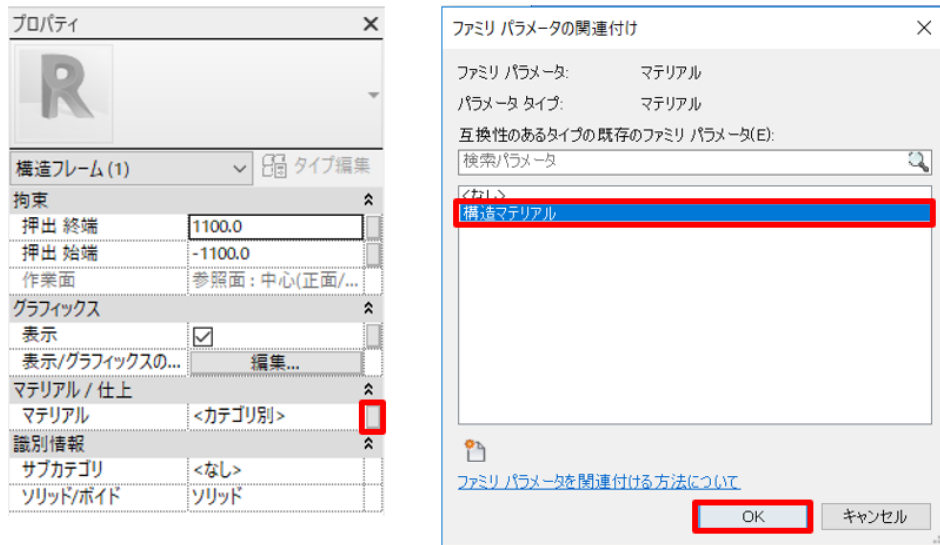 プロパティ
R
構造フレーム (1)
タイプ編集
拘束
押出 終端 1100.0
押出 始端 -1100.0
作業面 参照面 : 中心(正面/...
グラフィックス
表示
表示/グラフィックスの... 編集...
マテリアル / 仕上
マテリアル <カテゴリ別>
識別情報
サブカテゴリ <なし>
ソリッド/ボイド ソリッド
ファミリ パラメータの関連付け
ファミリ パラメータ: マテリアル
パラメータ タイプ: マテリアル
互換性のあるタイプの既存のファミリ パラメータ(E):
検索パラメータ
<なし>
構造マテリアル
ファミリ パラメータを関連付ける方法について
OK キャンセル